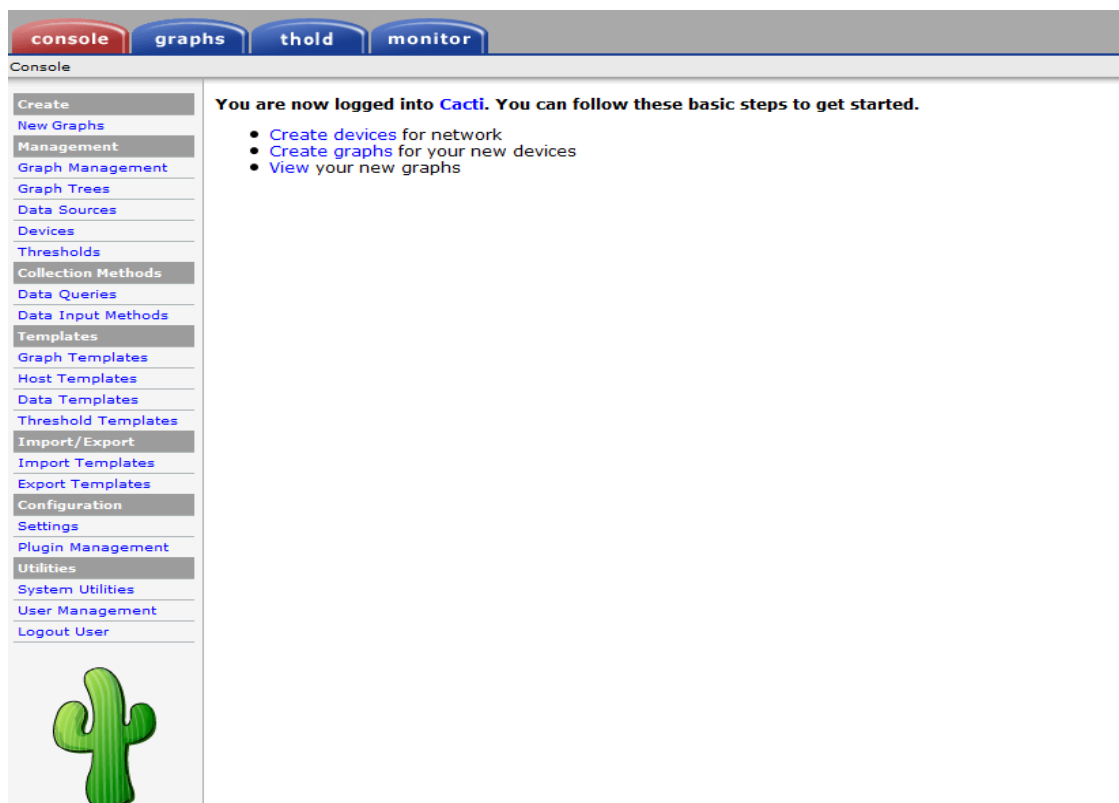 console graphs thold monitor
Console
Create
New Graphs
Management
Graph Management
Graph Trees
Data Sources
Devices
Thresholds
Collection Methods
Data Queries
Data Input Methods
Templates
Graph Templates
Host Templates
Data Templates
Threshold Templates
Import/Export
Import Templates
Export Templates
Configuration
Settings
Plugin Management
Utilities
System Utilities
User Management
Logout User
You are now logged into Cacti. You can follow these basic steps to get started.
• Create devices for network
• Create graphs for your new devices
• View your new graphs